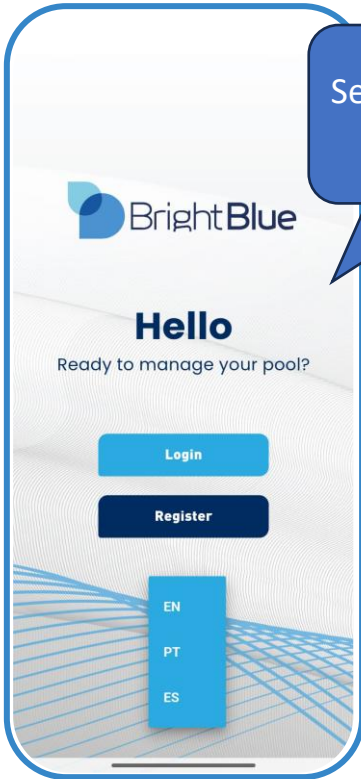 Se
BrightBlue
Hello
Ready to manage your pool?
Login
Register
EN
PT
ES